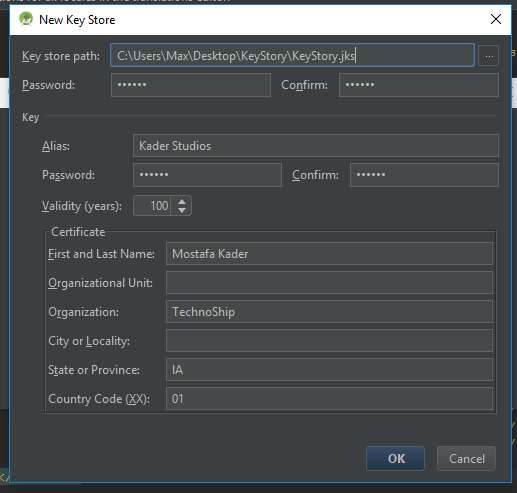 New Key Store
Key store path: C:\Users\Max\Desktop\KeyStory\KeyStory.jks ...
Password: •••••• Confirm: ••••••
Key
Alias: Kader Studios
Password: •••••• Confirm: ••••••
Validity (years): 100
Certificate
First and Last Name: Mostafa Kader
Organizational Unit:
Organization: TechnoShip
City or Locality:
State or Province: IA
Country Code (XX): 01
OK Cancel